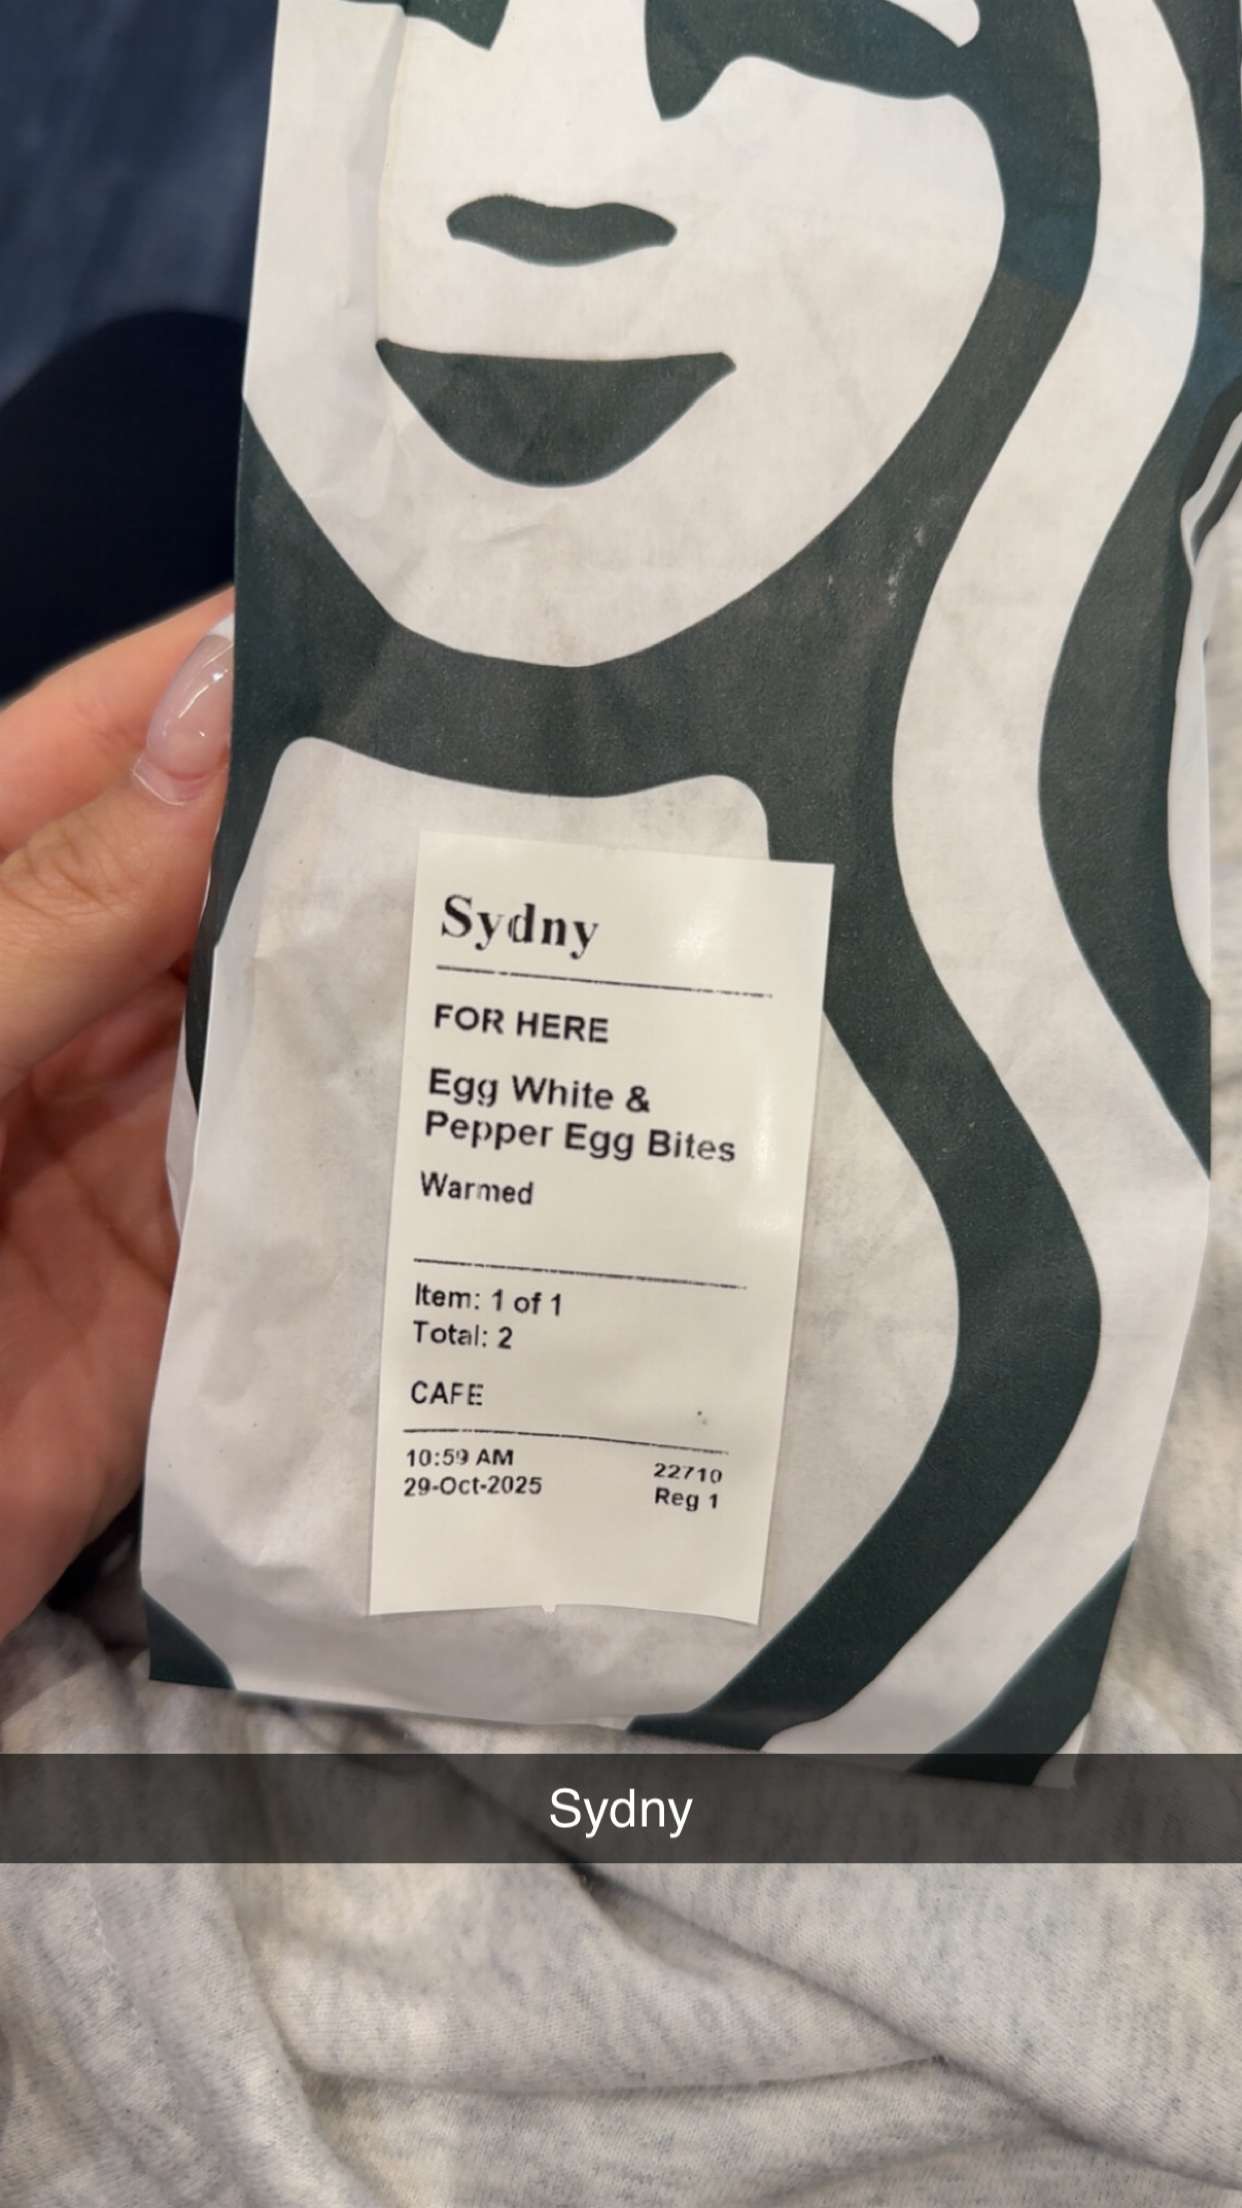 Sydny
FOR HERE
Egg White &
Pepper Egg Bites
Warmed
Item: 1 of 1
Total: 2
CAFE
10:59 AM 22710
29-Oct-2025 Reg 1
Sydny